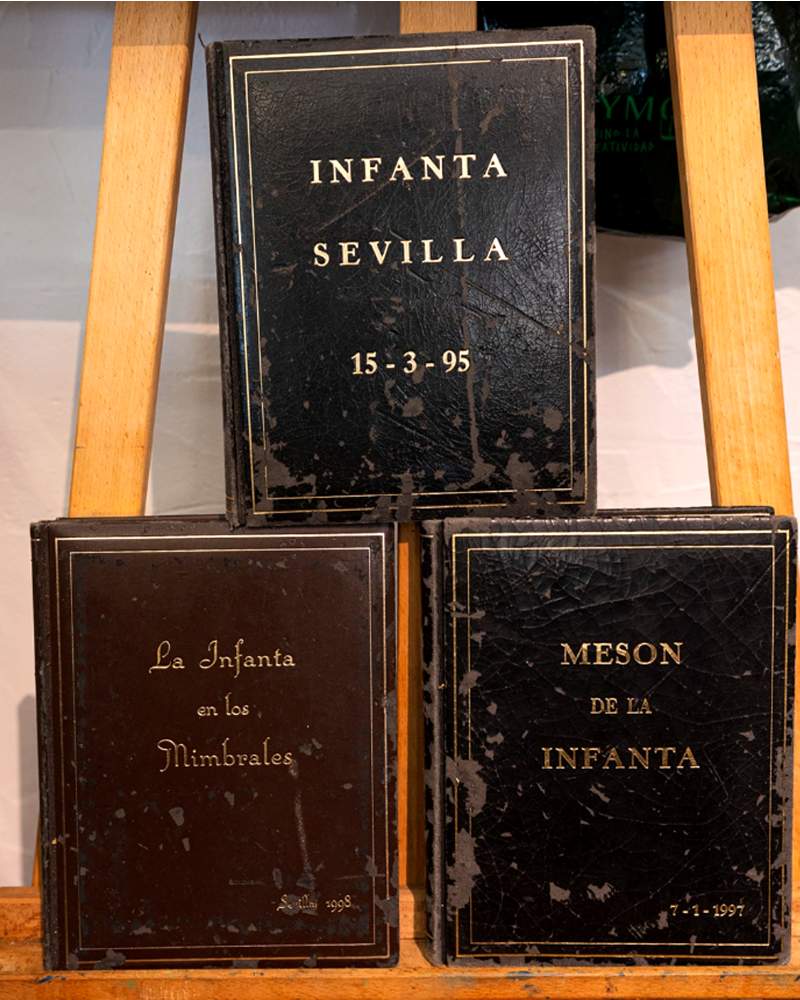 INFANTA
SEVILLA
15 - 3 - 95
La Infanta
en los
Mimbrales
Sevilla 1998
MESON
DE LA
INFANTA
7 - 1 - 1997